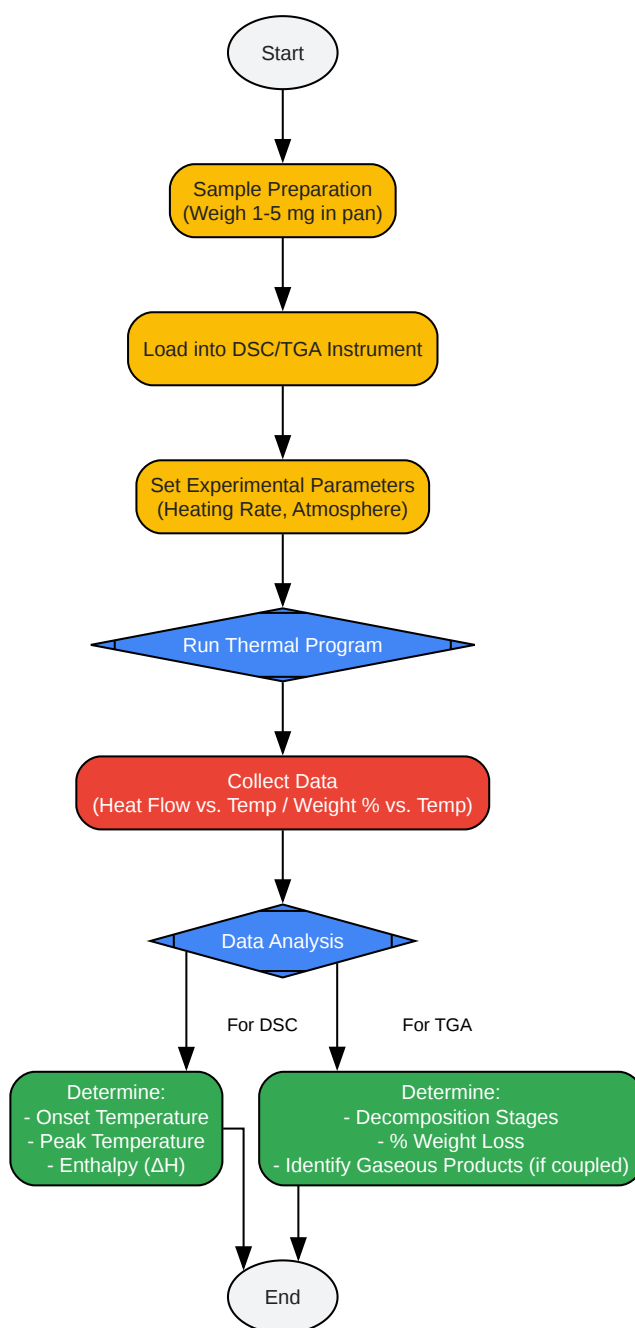 Start
Sample Preparation
(Weigh 1-5 mg in pan)
Load into DSC/TGA Instrument
Set Experimental Parameters
(Heating Rate, Atmosphere)
Run Thermal Program
Collect Data
(Heat Flow vs. Temp / Weight % vs. Temp)
Data Analysis
For DSC
For TGA
Determine:
- Onset Temperature
- Peak Temperature
- Enthalpy (ΔH)
Determine:
- Decomposition Stages
- % Weight Loss
- Identify Gaseous Products (if coupled)
End